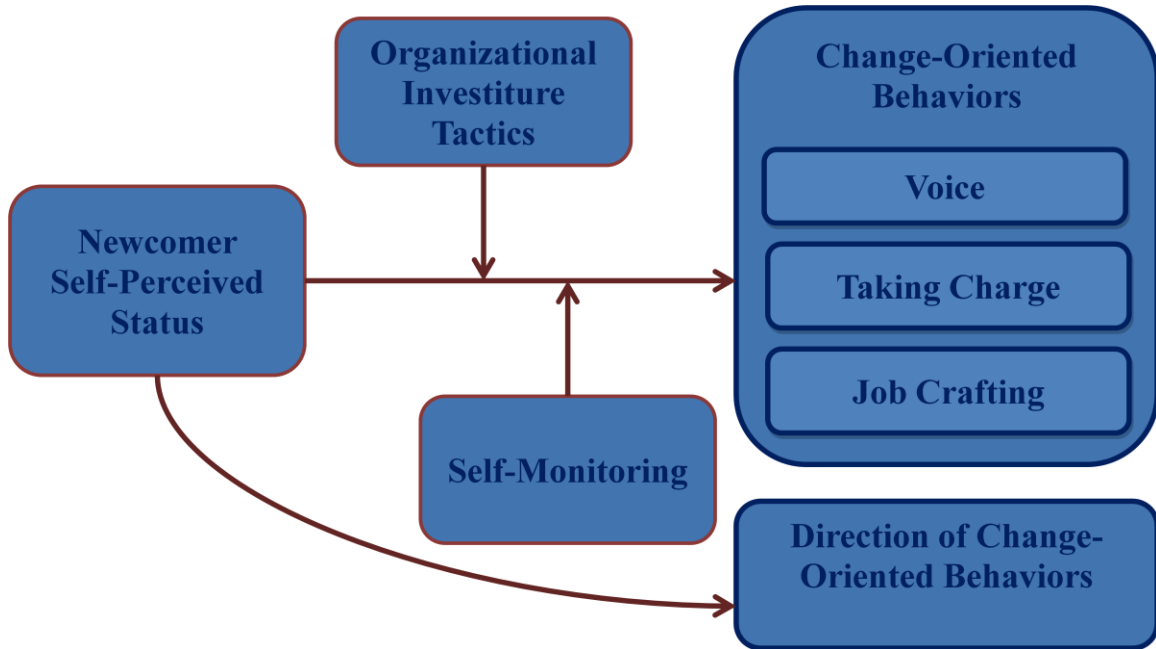 Organizational
Investiture
Tactics
Change-Oriented
Behaviors
Voice
Taking Charge
Job Crafting
Newcomer
Self-Perceived
Status
Self-Monitoring
Direction of Change-
Oriented Behaviors